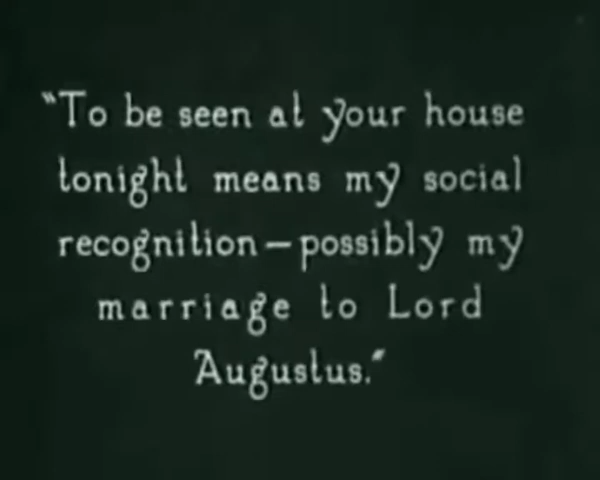 "To be seen at your house
tonight means my social
recognition—possibly my
marriage to Lord
Augustus."